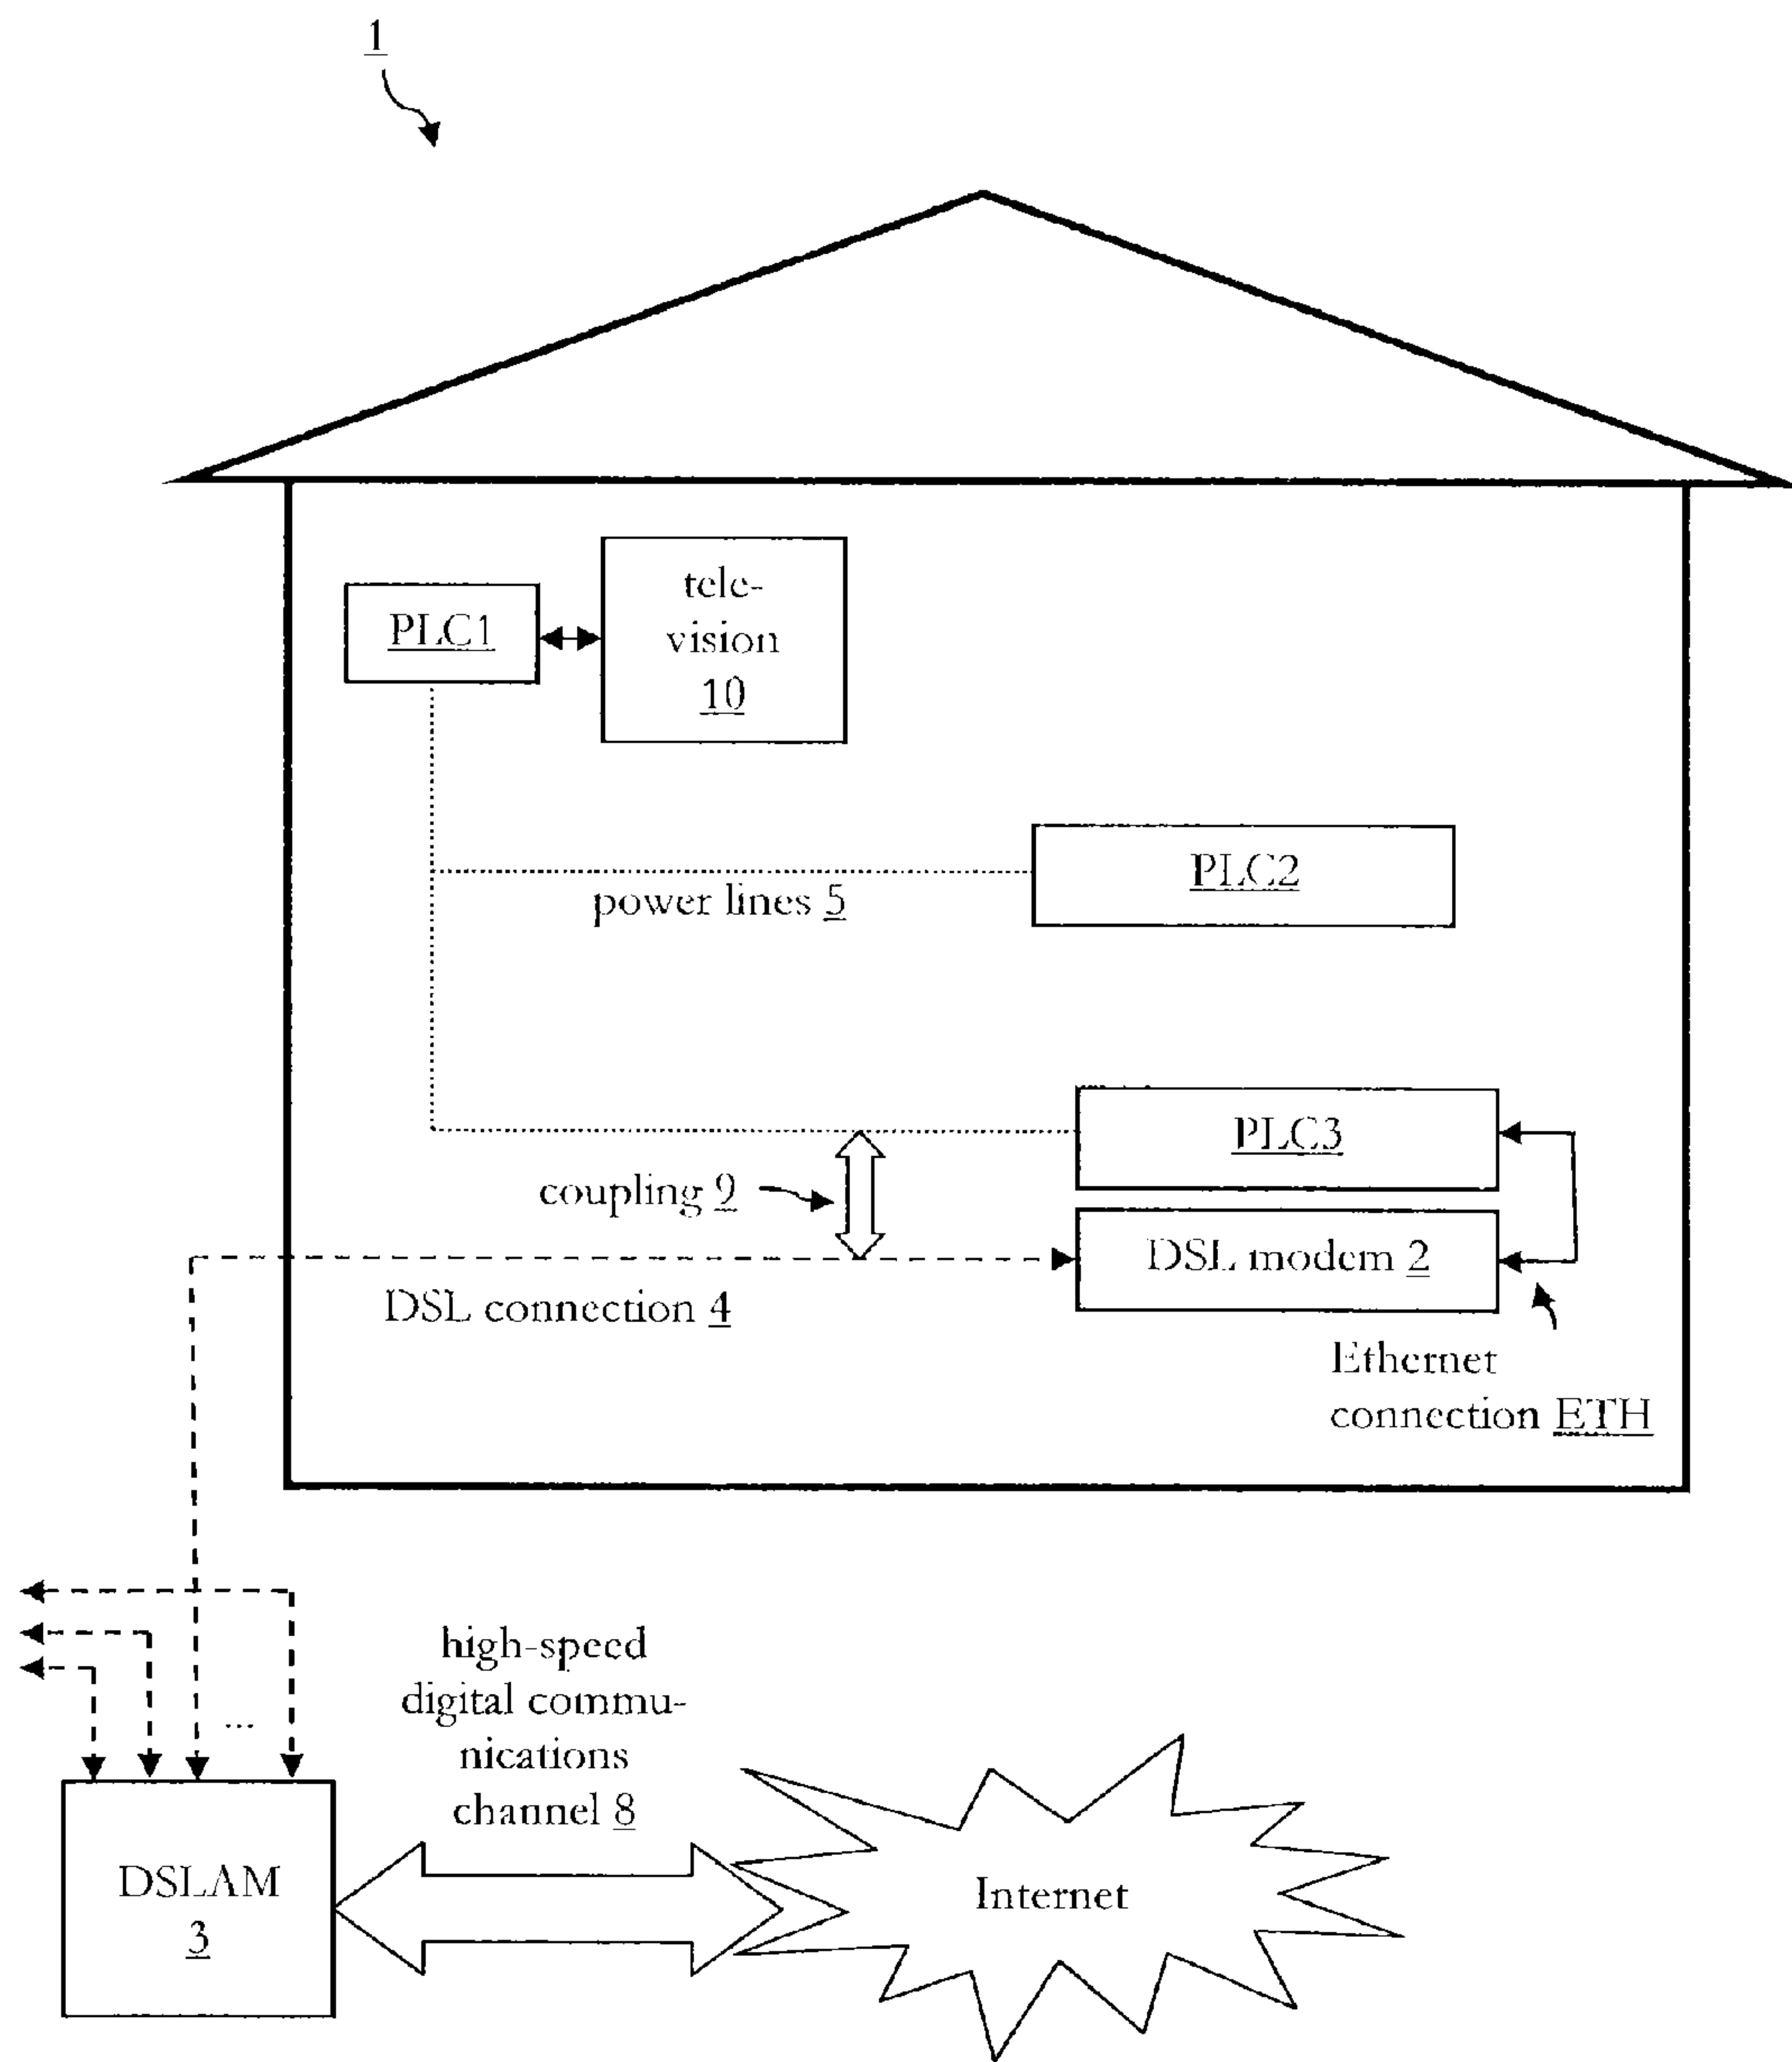 1
PLC1
tele-
vision
10
PLC2
power lines 5
PLC3
coupling 9
DSL modem 2
DSL connection 4
Ethernet
connection ETH
high-speed
digital commu-
nications
channel 8
...
DSLAM
3
Internet